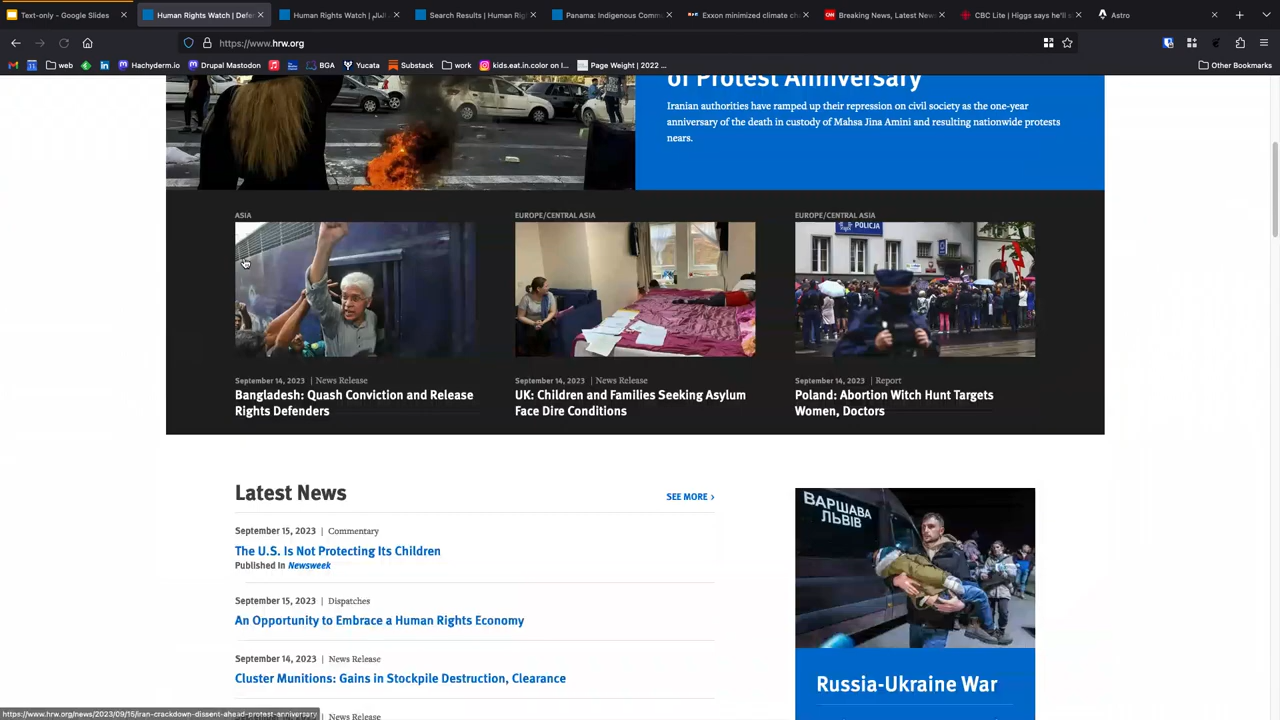 Text-only - Google Slides
Human Rights Watch | Defe
Human Rights Watch | العالم
Search Results | Human Rig
Panama: Indigenous Comm
Exxon minimized climate ch
Breaking News, Latest New
CBC Lite | Higgs says he'll s
Astro
https://www.hrw.org
web
in
Hachyderm.io
Drupal Mastodon
BGA
Yucata
Substack
work
kids.eat.in.color on I...
Page Weight | 2022 ...
Other Bookmarks
of Protest Anniversary
Iranian authorities have ramped up their repression on civil society as the one-year
anniversary of the death in custody of Mahsa Jina Amini and resulting nationwide protests
nears.
ASIA
September 14, 2023 | News Release
Bangladesh: Quash Conviction and Release
Rights Defenders
EUROPE/CENTRAL ASIA
September 14, 2023 | News Release
UK: Children and Families Seeking Asylum
Face Dire Conditions
EUROPE/CENTRAL ASIA
POLICJA
September 14, 2023 | Report
Poland: Abortion Witch Hunt Targets
Women, Doctors
Latest News
SEE MORE >
September 15, 2023 | Commentary
The U.S. Is Not Protecting Its Children
Published In Newsweek
September 15, 2023 | Dispatches
An Opportunity to Embrace a Human Rights Economy
September 14, 2023 | News Release
Cluster Munitions: Gains in Stockpile Destruction, Clearance
| News Release
ВАРШАВА
ЛЬВІВ
Russia-Ukraine War
https://www.hrw.org/news/2023/09/15/iran-crackdown-dissent-ahead-protest-anniversary